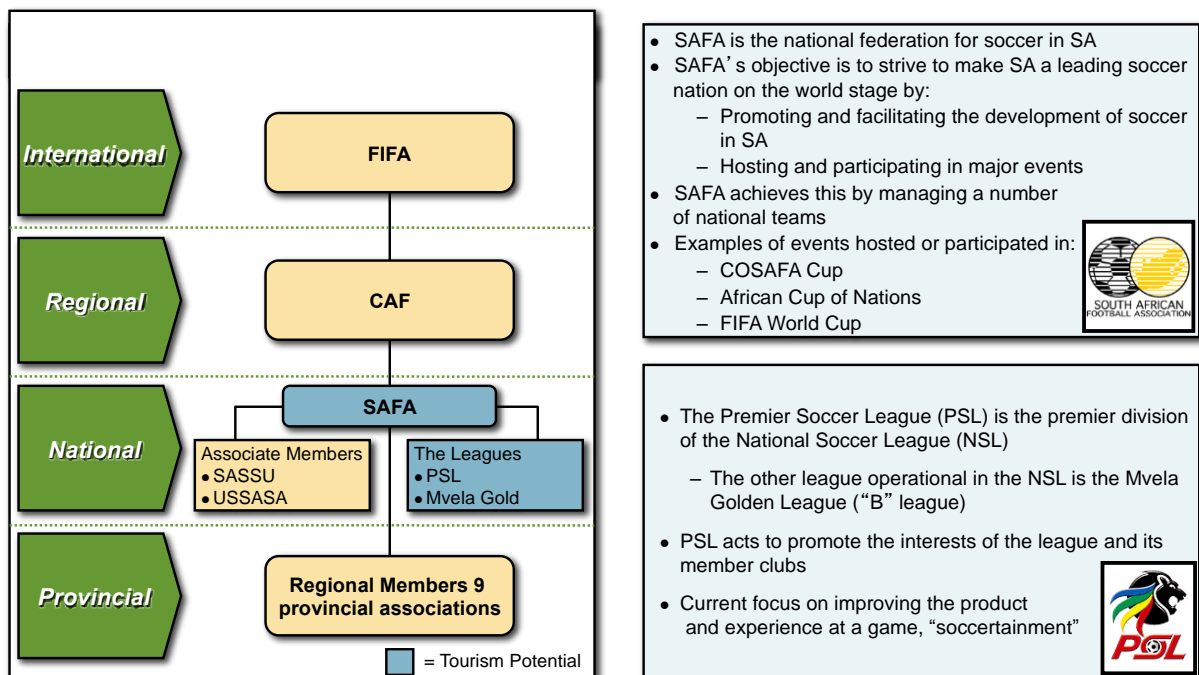 International
FIFA
Regional
CAF
National
SAFA
Associate Members
• SASSU
• USSASA
The Leagues
• PSL
• Mvela Gold
Provincial
Regional Members 9
provincial associations
= Tourism Potential
• SAFA is the national federation for soccer in SA
• SAFA's objective is to strive to make SA a leading soccer
nation on the world stage by:
– Promoting and facilitating the development of soccer
in SA
– Hosting and participating in major events
• SAFA achieves this by managing a number
of national teams
• Examples of events hosted or participated in:
– COSAFA Cup
– African Cup of Nations
– FIFA World Cup
SOUTH AFRICAN
FOOTBALL ASSOCIATION
• The Premier Soccer League (PSL) is the premier division
of the National Soccer League (NSL)
– The other league operational in the NSL is the Mvela
Golden League (“B” league)
• PSL acts to promote the interests of the league and its
member clubs
• Current focus on improving the product
and experience at a game, “soccertainment”
PSL